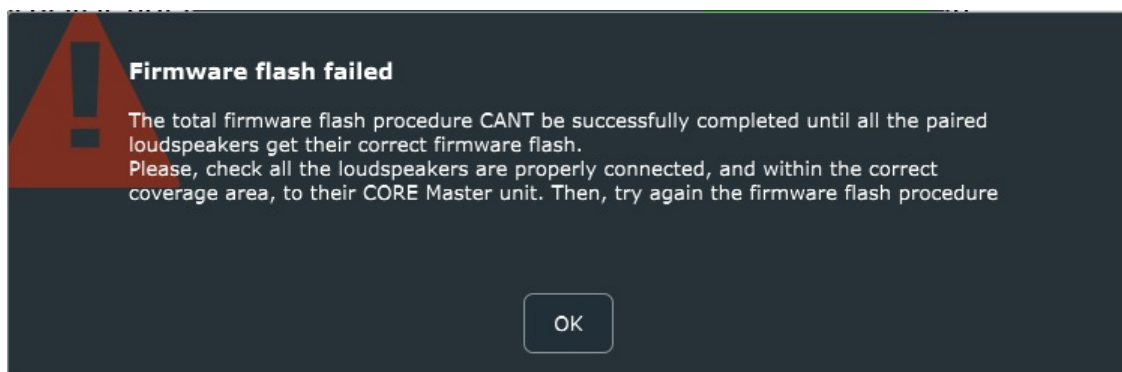 Firmware flash failed
The total firmware flash procedure CANT be successfully completed until all the paired
loudspeakers get their correct firmware flash.
Please, check all the loudspeakers are properly connected, and within the correct
coverage area, to their CORE Master unit. Then, try again the firmware flash procedure
OK